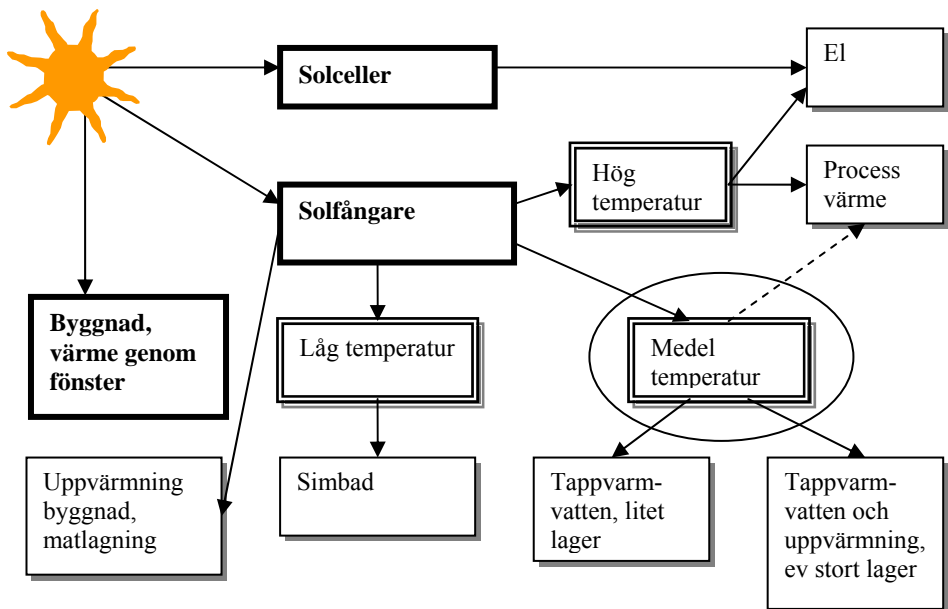 Solceller
El
Hög
temperatur
Process
värme
Solfångare
Byggnad,
värme genom
fönster
Låg temperatur
Medel
temperatur
Uppvärmning
byggnad,
matlagning
Simbad
Tappvarm-
vatten, litet
lager
Tappvarm-
vatten och
uppvärmning,
ev stort lager